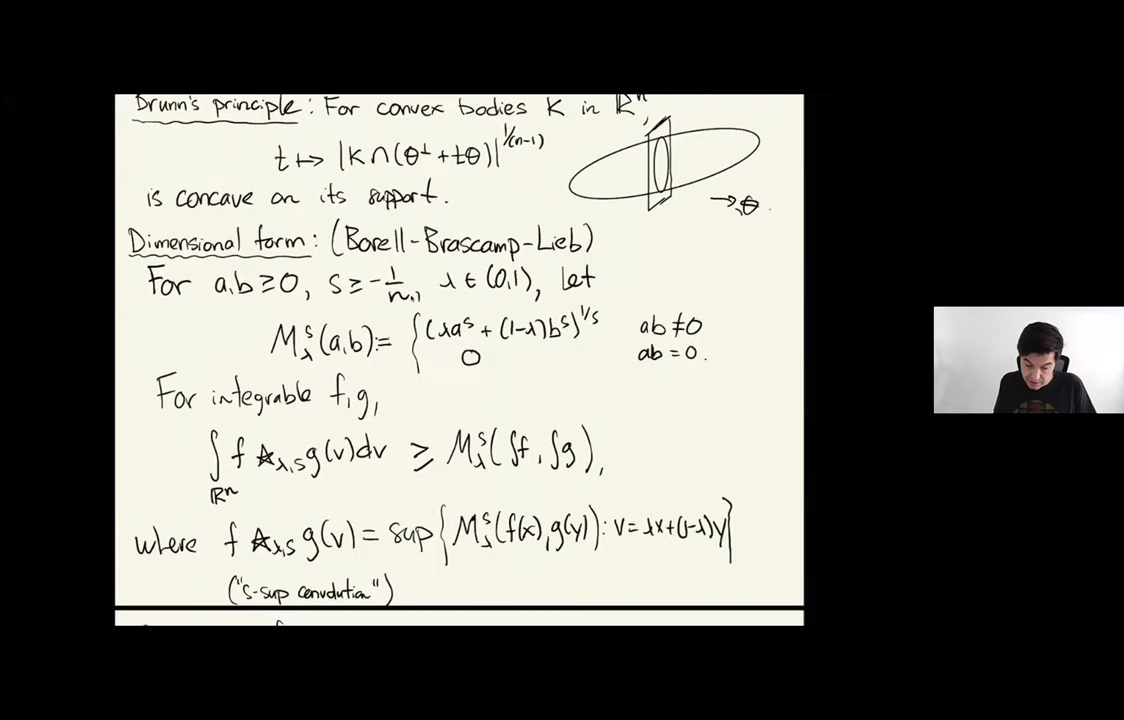 Brunn's principle: For convex bodies K in ℝⁿ,
t ↦ |K∩(θ^⊥+tθ)|^{1/(n-1)}
is concave on its support.
→ θ
Dimensional form: (Borell-Brascamp-Lieb)
For a,b ≥ 0, s ≥ -1/n, λ ∈ (0,1), let
M_λ^s(a,b) := { (λa^s + (1-λ)b^s)^{1/s} ab ≠ 0
0 ab = 0.
For integrable f, g,
∫_{ℝⁿ} f ☆_{λ,s} g(v)dv ≥ M_λ^s(∫f, ∫g),
where f ☆_{λ,s} g(v) = sup{M_λ^s(f(x),g(y)): v = λx+(1-λ)y}
("s-sup convolution")